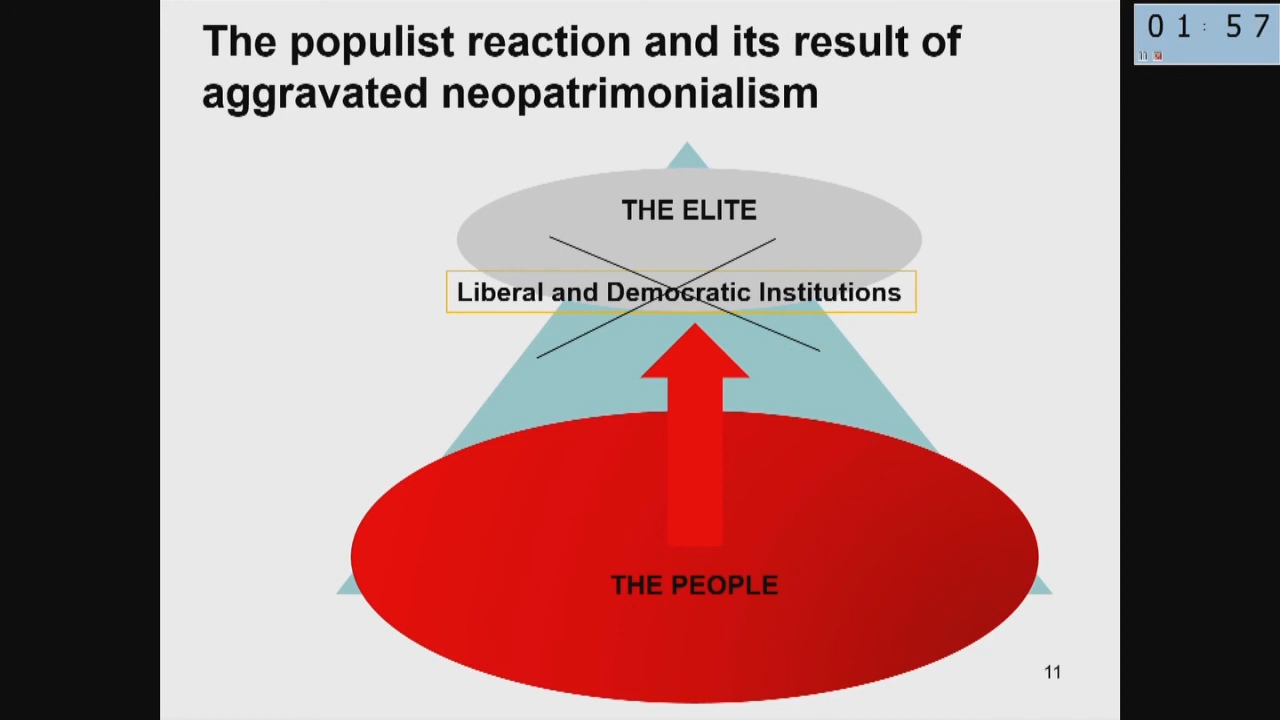 The populist reaction and its result of
aggravated neopatrimonialism
01:57
THE ELITE
Liberal and Democratic Institutions
THE PEOPLE
11